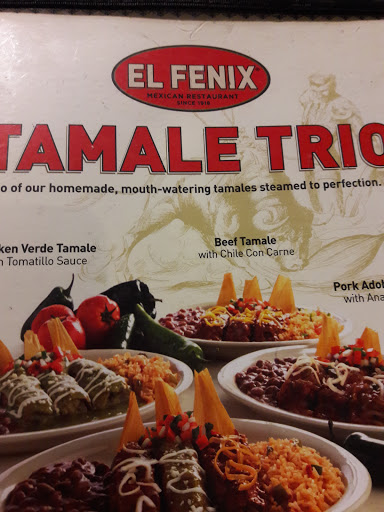 EL FENIX
MEXICAN RESTAURANT
SINCE 1918
TAMALE TRIO
o of our homemade, mouth-watering tamales steamed to perfection.
ken Verde Tamale
Tomatillo Sauce
Beef Tamale
with Chile Con Carne
Pork Adob
with Ana